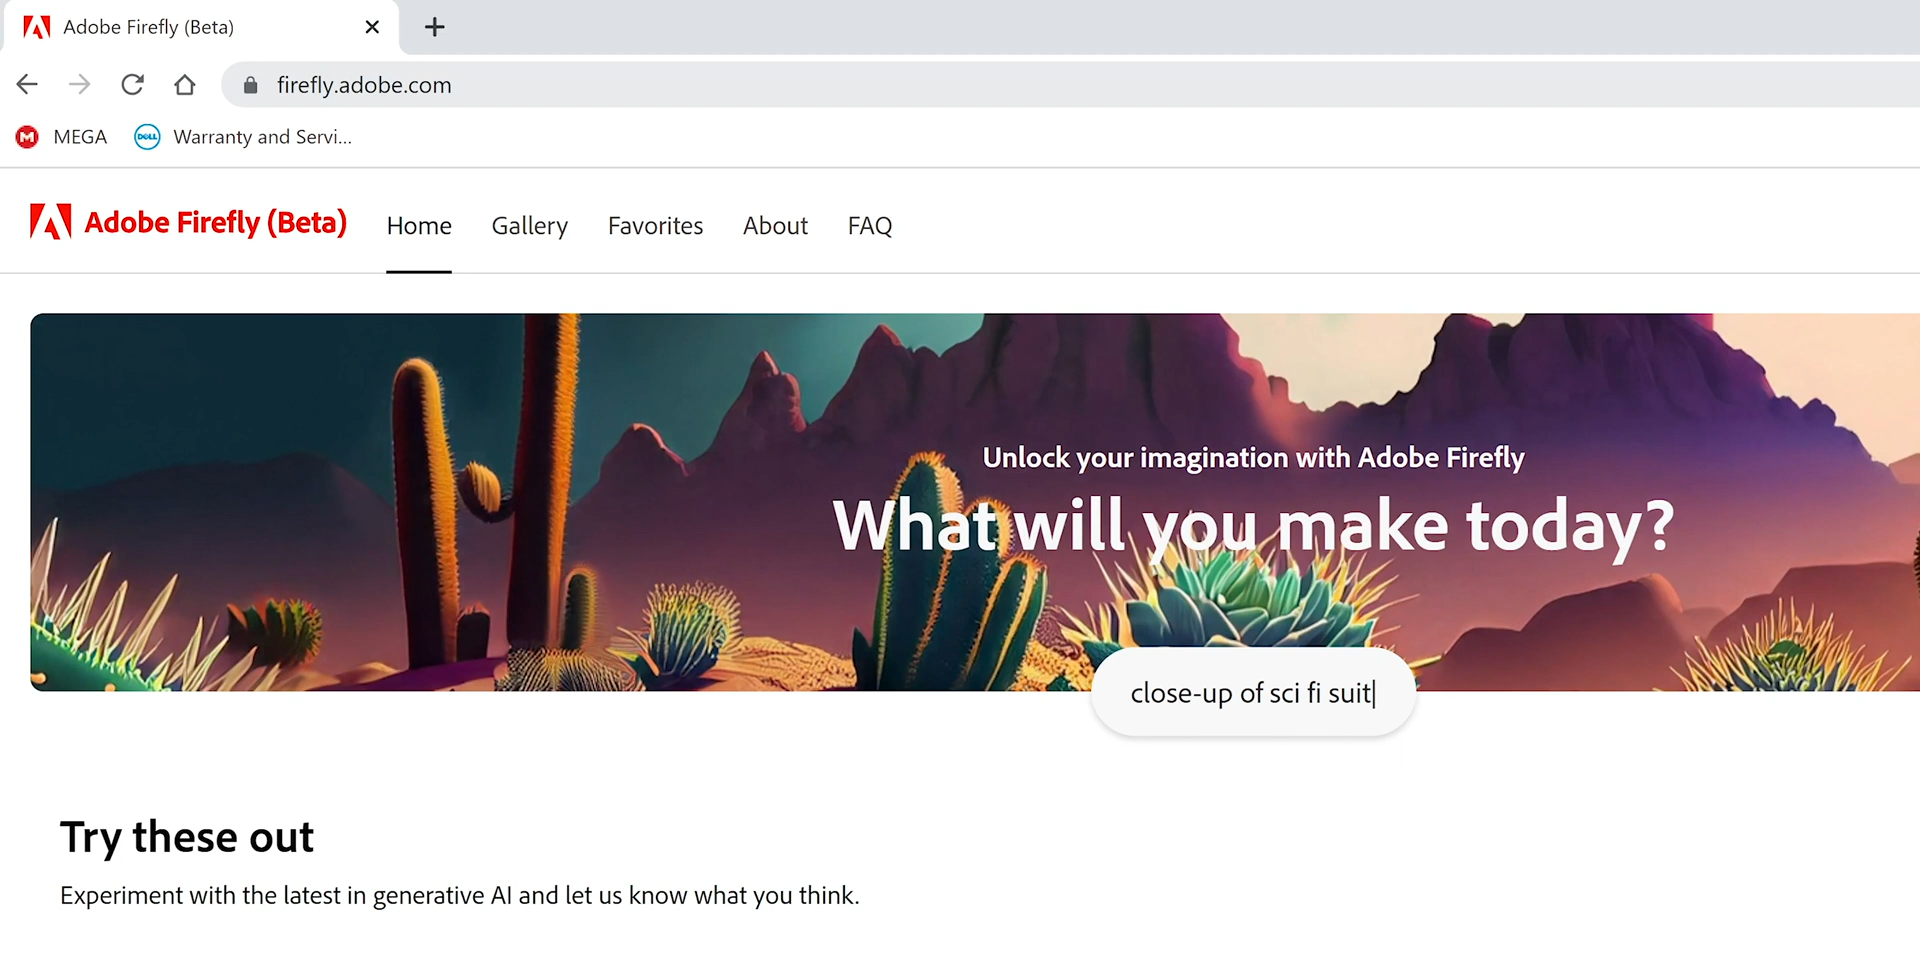 Adobe Firefly (Beta)
firefly.adobe.com
MEGA
DELL
Warranty and Servi...
Adobe Firefly (Beta)
Home
Gallery
Favorites
About
FAQ
Unlock your imagination with Adobe Firefly
What will you make today?
close-up of sci fi suit
Try these out
Experiment with the latest in generative AI and let us know what you think.